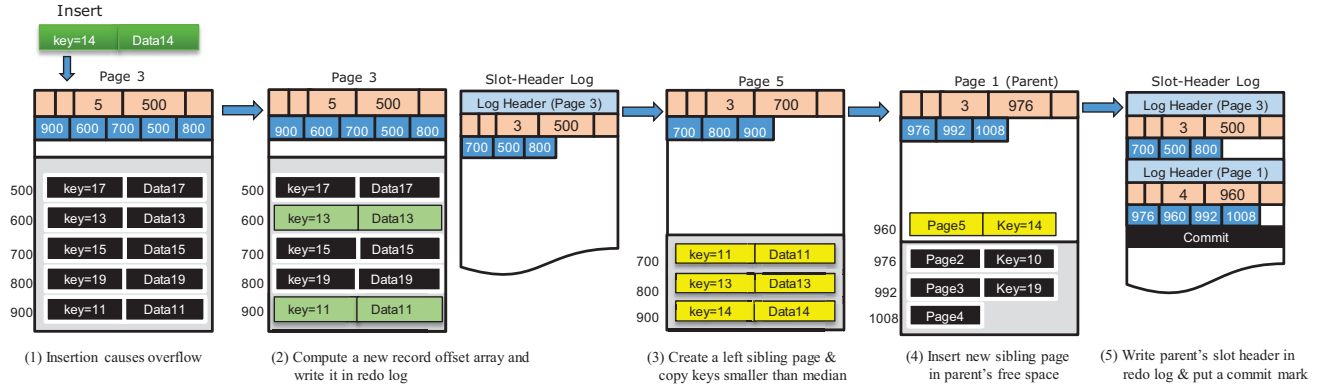 Insert
key=14 Data14
Page 3
5 500
900 600 700 500 800
500 key=17 Data17
600 key=13 Data13
700 key=15 Data15
800 key=19 Data19
900 key=11 Data11
(1) Insertion causes overflow
Page 3
5 500
900 600 700 500 800
500 key=17 Data17
600 key=13 Data13
700 key=15 Data15
800 key=19 Data19
900 key=11 Data11
Slot-Header Log
Log Header (Page 3)
3 500
700 500 800
(2) Compute a new record offset array and
write it in redo log
Page 5
3 700
700 800 900
700 key=11 Data11
800 key=13 Data13
900 key=14 Data14
(3) Create a left sibling page &
copy keys smaller than median
Page 1 (Parent)
3 976
976 992 1008
960 Page5 Key=14
976 Page2 Key=10
992 Page3 Key=19
1008 Page4
(4) Insert new sibling page
in parent's free space
Slot-Header Log
Log Header (Page 3)
3 500
700 500 800
Log Header (Page 1)
4 960
976 960 992 1008
Commit
(5) Write parent's slot header in
redo log & put a commit mark